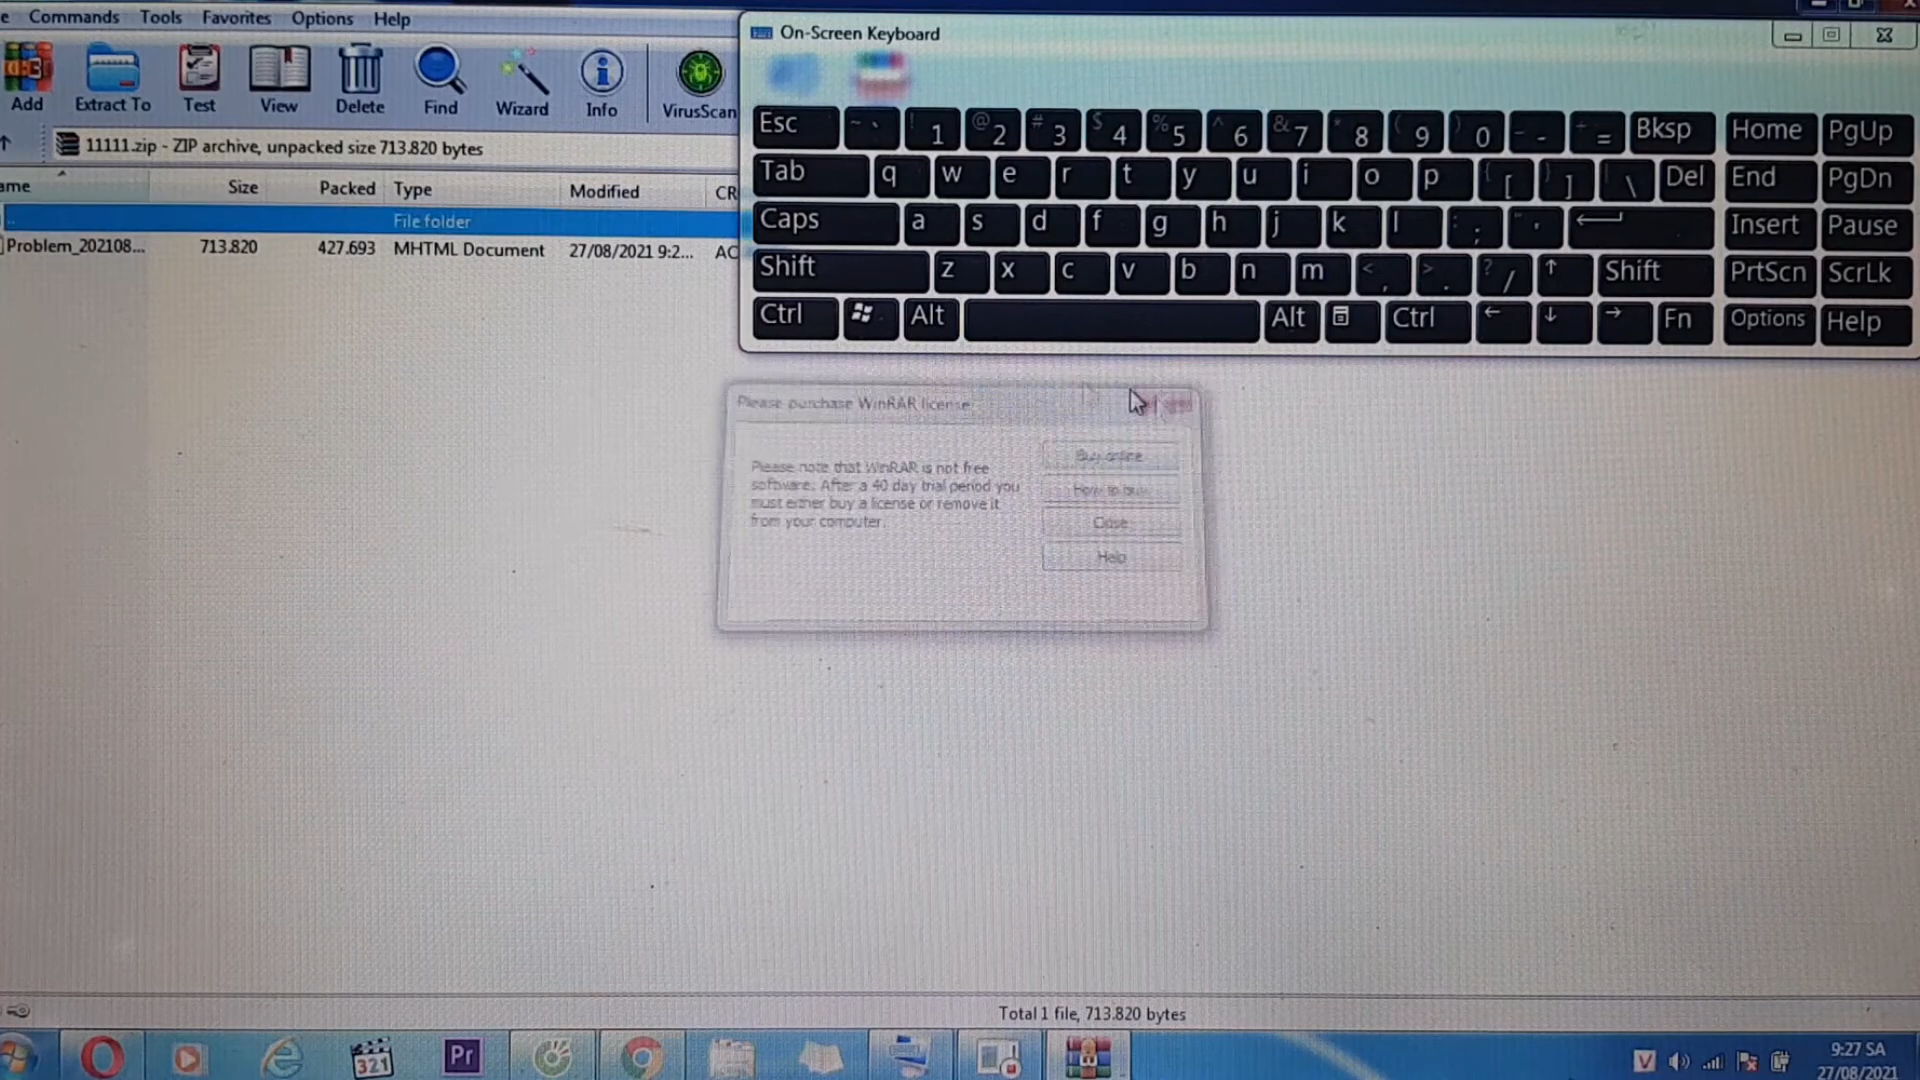 e Commands Tools Favorites Options Help
Add Extract To Test View Delete Find Wizard Info VirusScan
11111.zip - ZIP archive, unpacked size 713.820 bytes
ame Size Packed Type Modified CR
.. File folder
Problem_202108... 713.820 427.693 MHTML Document 27/08/2021 9:2... AC
On-Screen Keyboard
Esc ~ ` ! 1 @ 2 # 3 $ 4 % 5 ^ 6 & 7 * 8 ( 9 ) 0 - - + = Bksp Home PgUp
Tab q w e r t y u i o p { [ } ] | \ Del End PgDn
Caps a s d f g h j k l : ; " ' Insert Pause
Shift z x c v b n m < , > . ? / ↑ Shift PrtScn ScrLk
Ctrl Alt Alt Ctrl ← ↓ → Fn Options Help
Please purchase WinRAR license
Please note that WinRAR is not free
software. After a 40 day trial period you
must either buy a license or remove it
from your computer.
Buy online
How to buy
Close
Help
Total 1 file, 713.820 bytes
321
Pr
V
9:27 SA
27/08/2021